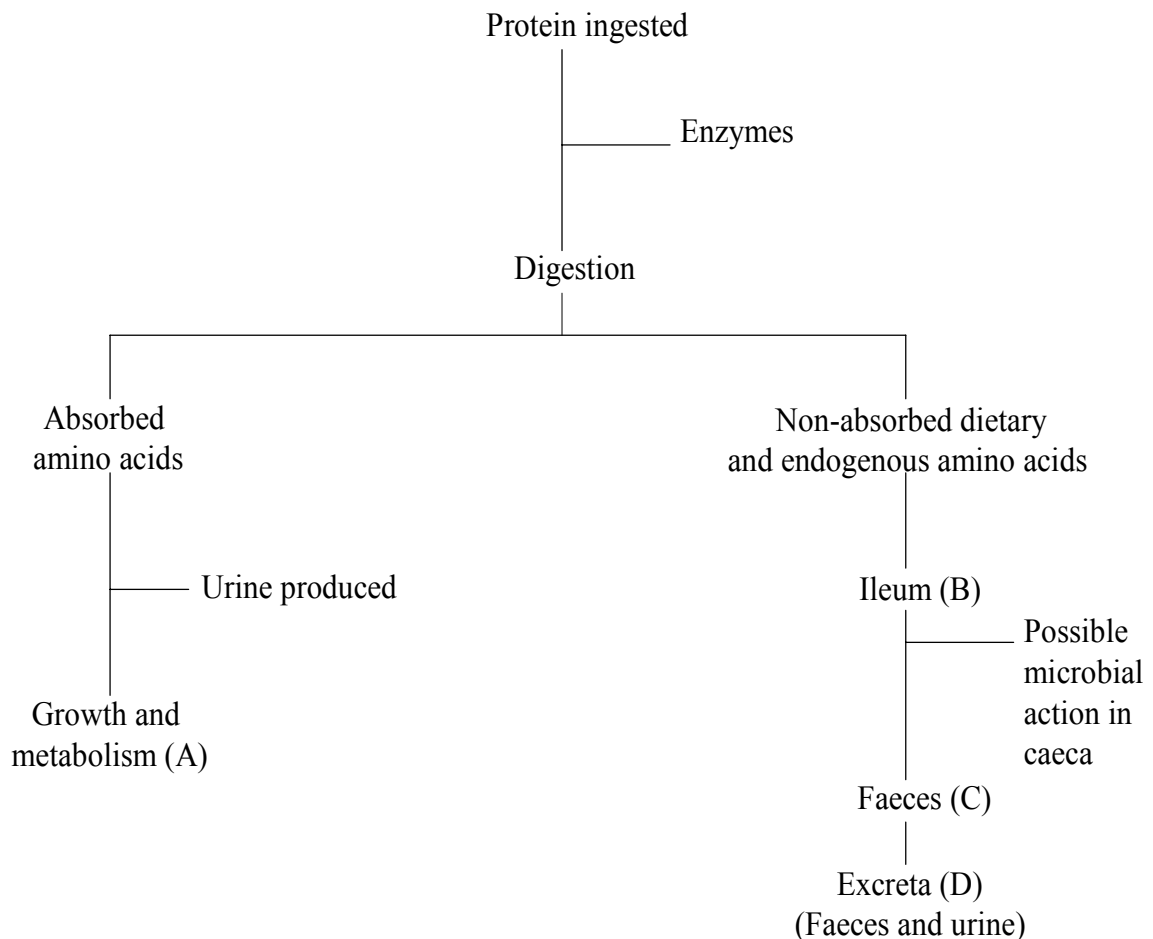 Protein ingested
Enzymes
Digestion
Absorbed
amino acids
Non-absorbed dietary
and endogenous amino acids
Urine produced
Ileum (B)
Possible
microbial
action in
caeca
Growth and
metabolism (A)
Faeces (C)
Excreta (D)
(Faeces and urine)